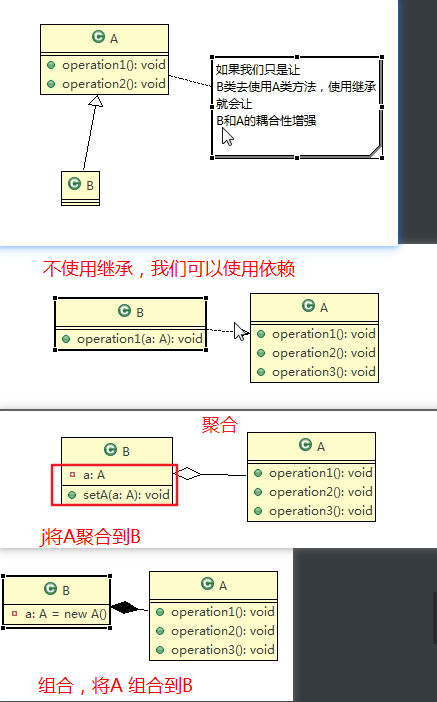 A
operation1(): void
operation2(): void
如果我们只是让
B类去使用A类方法，使用继承
就会让
B和A的耦合性增强
B
不使用继承，我们可以使用依赖
B
operation1(a: A): void
A
operation1(): void
operation2(): void
operation3(): void
聚合
B
a: A
setA(a: A): void
A
operation1(): void
operation2(): void
operation3(): void
j将A聚合到B
B
a: A = new A()
A
operation1(): void
operation2(): void
operation3(): void
组合，将A 组合到B